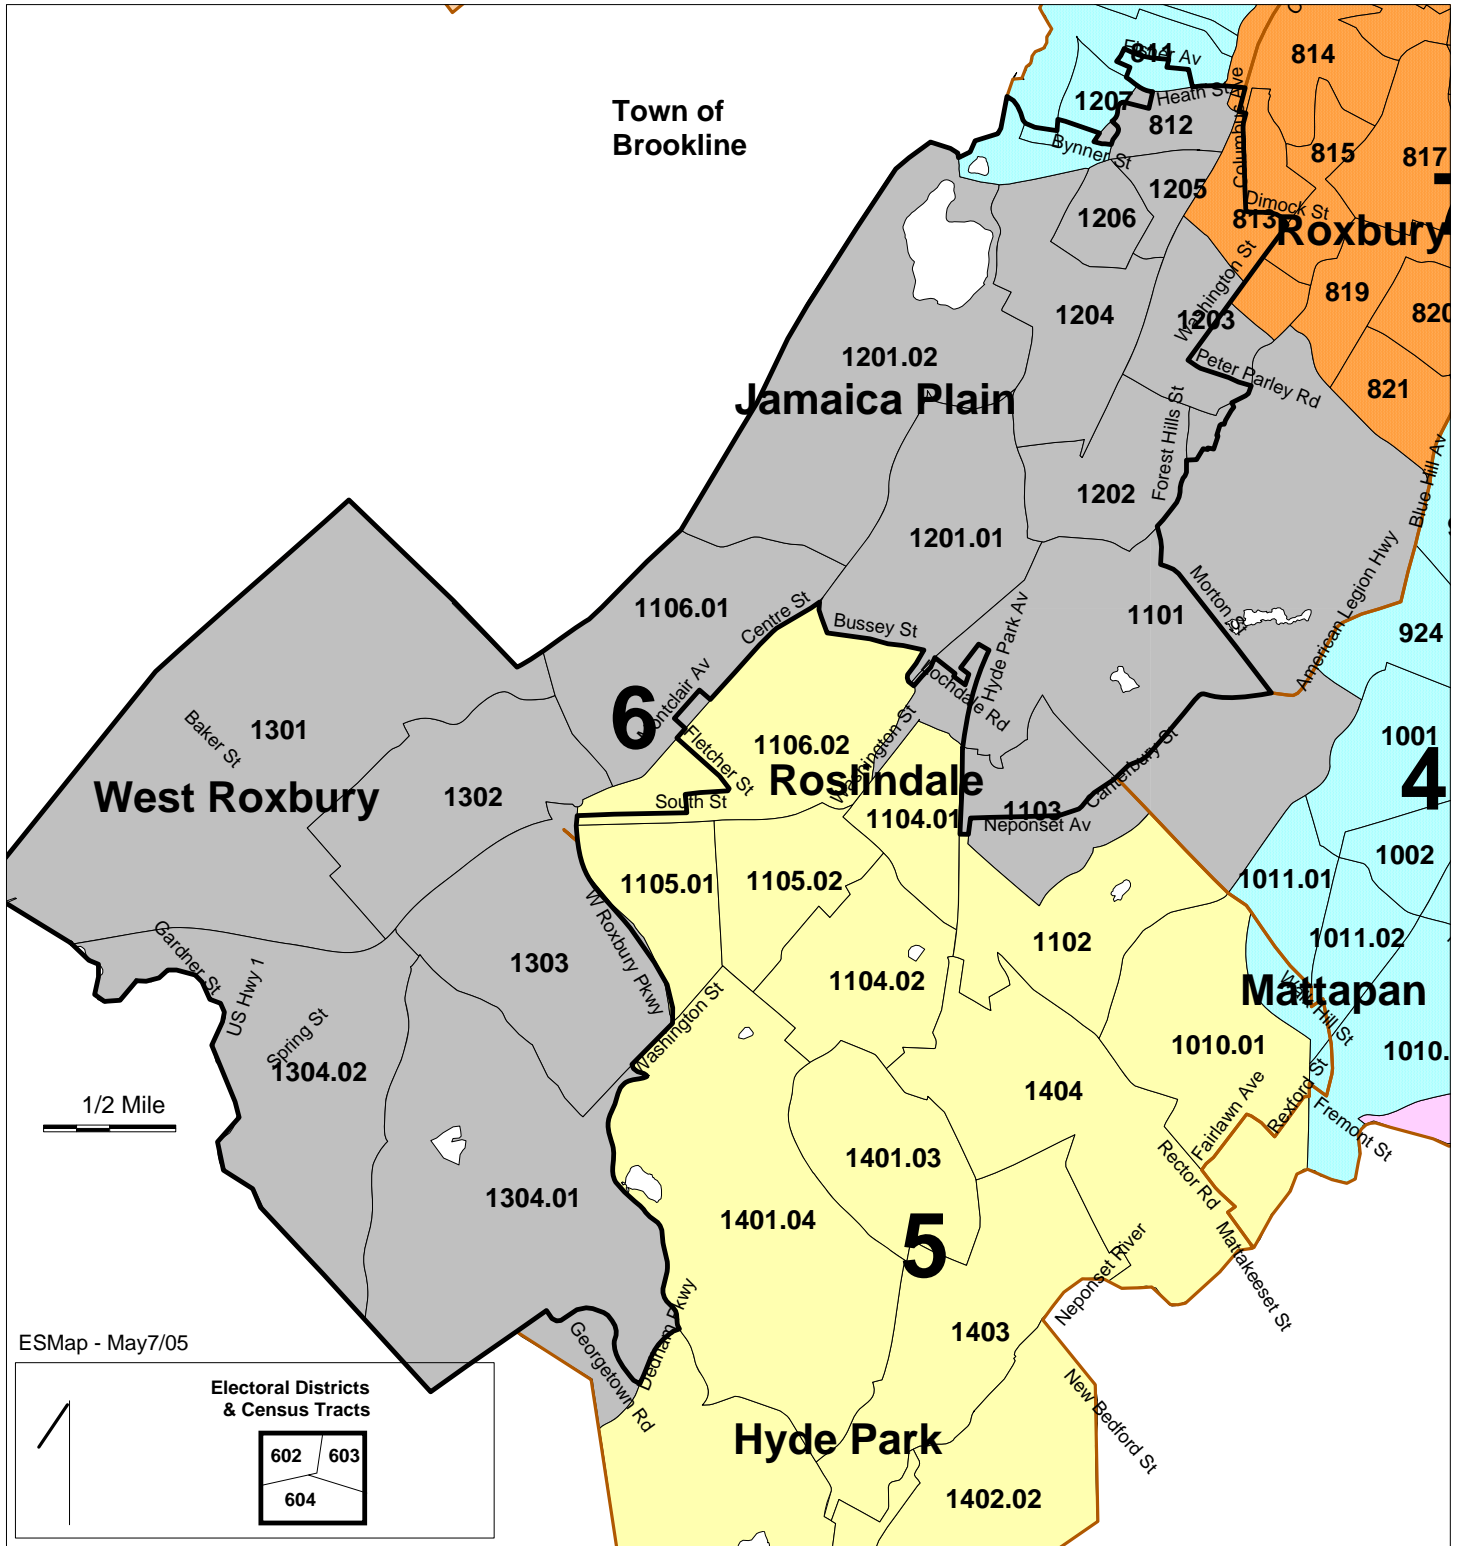 Town of
Brookline
Fisher Av
811
814
1207
Heath St
812
Columbus Ave
Bynner St
815
817
1205
Dimock St
1206
813
Roxbury
Washington St
819
1204
1203
820
1201.02
Peter Parley Rd
Jamaica Plain
821
Forest Hills St
Blue Hill Av
1202
1201.01
American Legion Hwy
Morton St
1106.01
Centre St
Bussey St
Hyde Park Av
1101
924
Lochdale Rd
Montclair Av
6
1301
Baker St
Fletcher St
1106.02
Washington St
Canterbury St
1001
4
West Roxbury
1302
Roslindale
South St
1103
1104.01
Neponset Av
1002
1105.01
1105.02
1011.01
W Roxbury Pkwy
Gardner St
1102
1011.02
US Hwy 1
1303
1104.02
Mattapan
Washington St
Spring St
1304.02
1010.01
1010.
1/2 Mile
1404
Fairlawn Ave
Rexford St
Fremont St
1401.03
Rector Rd
1304.01
1401.04
5
Neponset River
Mattakeeset St
Dedham Pkwy
1403
ESMap - May7/05
Georgetown Rd
New Bedford St
Electoral Districts
& Census Tracts
602
603
604
Hyde Park
1402.02